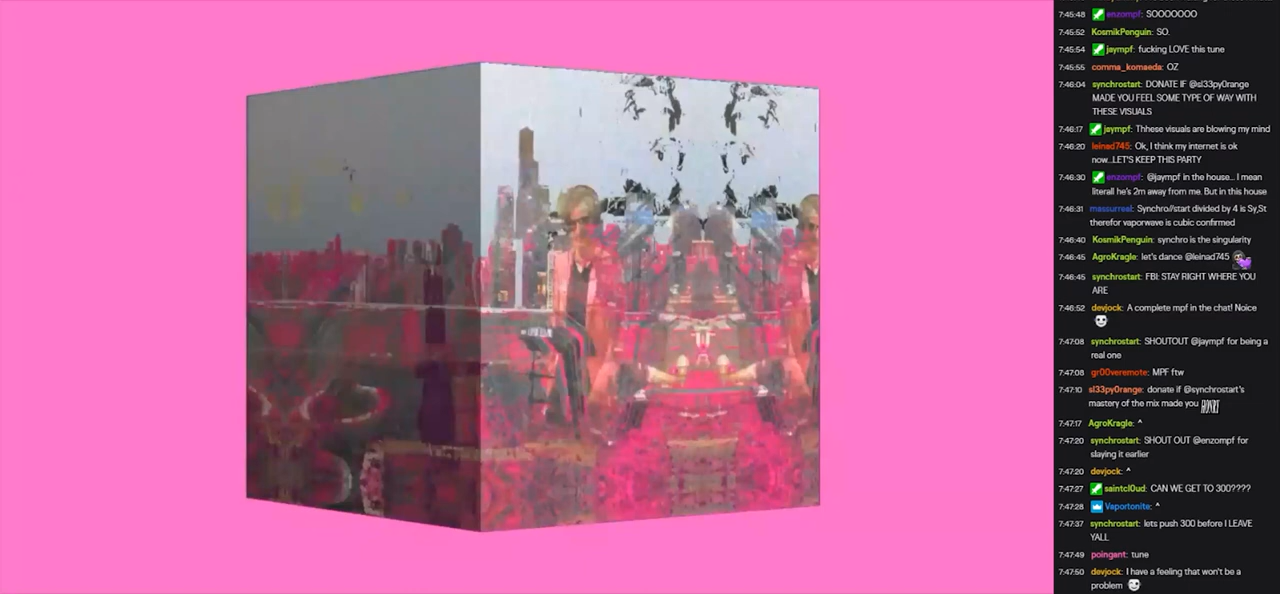 7:45:48 enzompf: SOOOOOOO
7:45:52 KosmikPenguin: SO.
7:45:54 jaympf: fucking LOVE this tune
7:45:55 comma_komaeda: OZ
7:46:04 synchrostart: DONATE IF @sl33py0range
MADE YOU FEEL SOME TYPE OF WAY WITH
THESE VISUALS
7:46:17 jaympf: Thhese visuals are blowing my mind
7:46:20 leinad745: Ok, I think my internet is ok
now...LET'S KEEP THIS PARTY
7:46:30 enzompf: @jaympf in the house... I mean
literall he's 2m away from me. But in this house
7:46:31 massurreal: Synchro//start divided by 4 is Sy,St
therefor vaporwave is cubic confirmed
7:46:40 KosmikPenguin: synchro is the singularity
7:46:45 AgroKragle: let's dance @leinad745
7:46:45 synchrostart: FBI: STAY RIGHT WHERE YOU
ARE
7:46:52 devjock: A complete mpf in the chat! Noice
7:47:08 synchrostart: SHOUTOUT @jaympf for being a
real one
7:47:08 gr00veremote: MPF ftw
7:47:10 sl33py0range: donate if @synchrostart's
mastery of the mix made you
7:47:17 AgroKragle: ^
7:47:20 synchrostart: SHOUT OUT @enzompf for
slaying it earlier
7:47:20 devjock: ^
7:47:27 saintcl0ud: CAN WE GET TO 300????
7:47:28 Vaportonite: ^
7:47:37 synchrostart: lets push 300 before I LEAVE
YALL
7:47:49 poingant: tune
7:47:50 devjock: I have a feeling that won't be a
problem